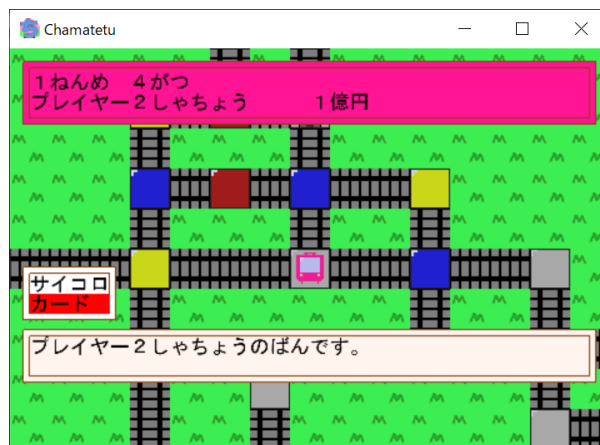 Chamatetu
1ねんめ 4がつ
プレイヤー2しゃちょう 1億円
サイコロ
カード
プレイヤー2しゃちょうのばんです。